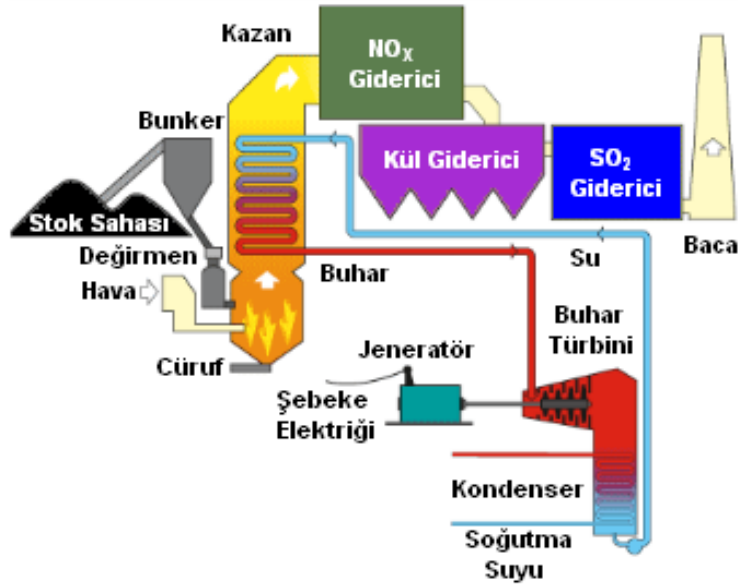 Kazan
NOX
Giderici
Bunker
Kül Giderici
SO2
Giderici
Stok Sahası
Değirmen
Hava
Buhar
Su
Baca
Cüruf
Jeneratör
Buhar
Türbini
Şebeke
Elektriği
Kondenser
Soğutma
Suyu